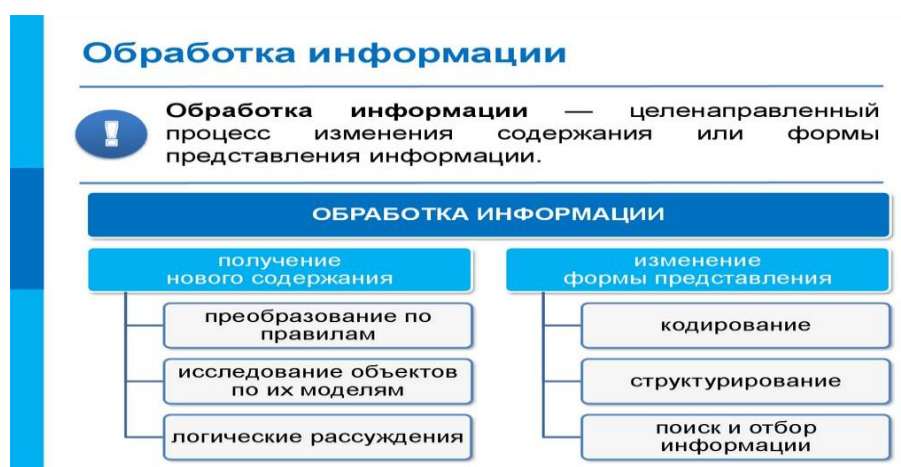 Обработка информации
!
Обработка информации — целенаправленный
процесс изменения содержания или формы
представления информации.
ОБРАБОТКА ИНФОРМАЦИИ
получение
нового содержания
преобразование по
правилам
исследование объектов
по их моделям
логические рассуждения
изменение
формы представления
кодирование
структурирование
поиск и отбор
информации